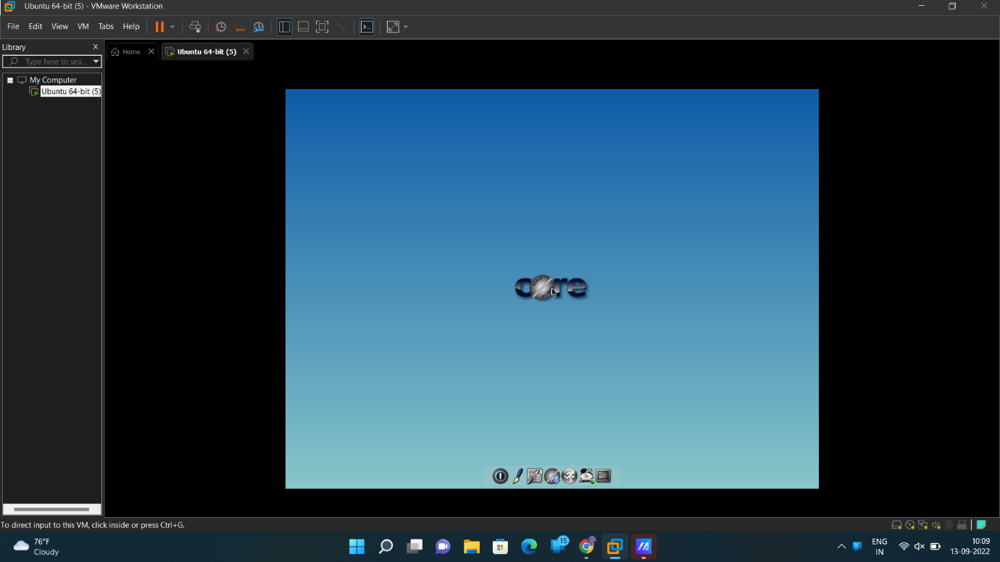 Ubuntu 64-bit (5) - VMware Workstation
File Edit View VM Tabs Help
Library
Type here to sea...
My Computer
Ubuntu 64-bit (5)
Home
Ubuntu 64-bit (5)
core
tiny
To direct input to this VM, click inside or press Ctrl+G.
76°F
Cloudy
15
ENG
IN
10:09
13-09-2022